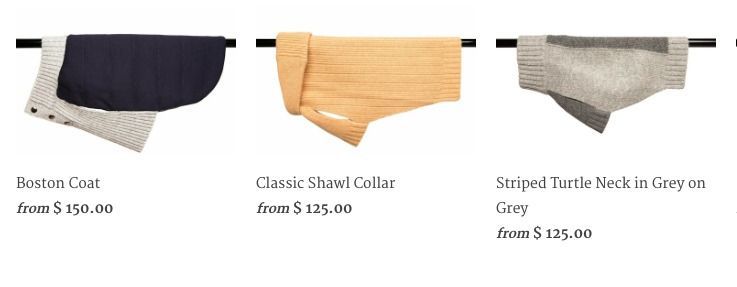 Boston Coat
from $ 150.00
Classic Shawl Collar
from $ 125.00
Striped Turtle Neck in Grey on
Grey
from $ 125.00